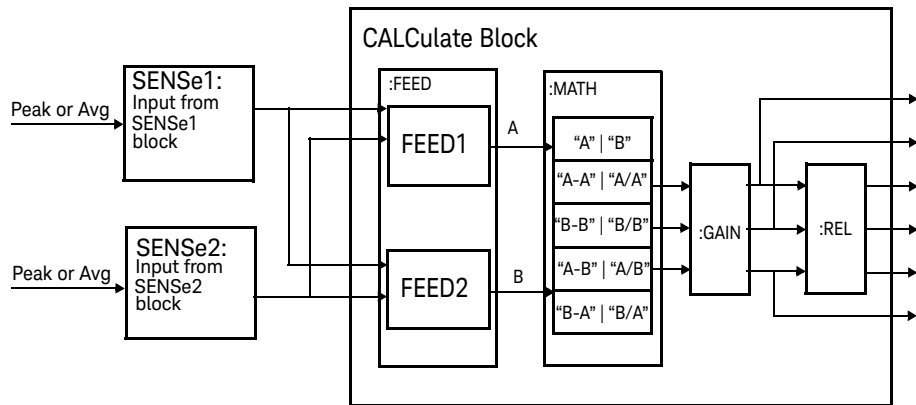 CALCulate Block
SENSe1:
Input from
SENSe1
block
Peak or Avg
:FEED
FEED1
A
:MATH
“A” | “B”
“A-A” | “A/A”
“B-B” | “B/B”
“A-B” | “A/B”
“B-A” | “B/A”
:GAIN
:REL
SENSe2:
Input from
SENSe2
block
Peak or Avg
FEED2
B